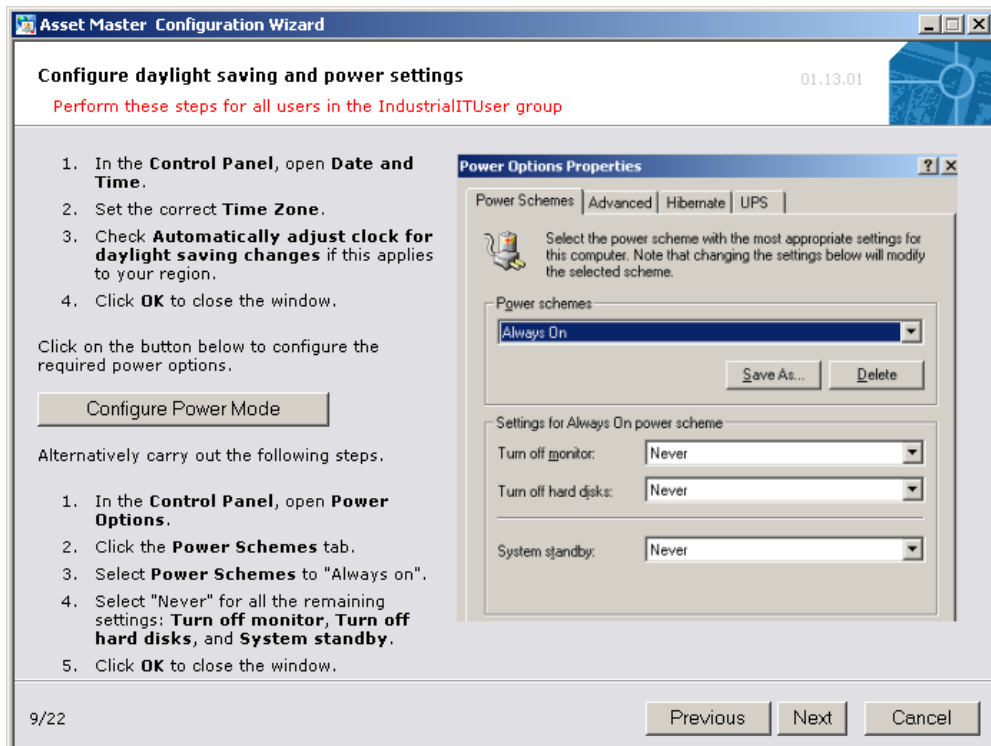 Asset Master Configuration Wizard
Configure daylight saving and power settings
01.13.01
Perform these steps for all users in the IndustrialITUser group
1. In the Control Panel, open Date and
Time.
2. Set the correct Time Zone.
3. Check Automatically adjust clock for
daylight saving changes if this applies
to your region.
4. Click OK to close the window.
Click on the button below to configure the
required power options.
Configure Power Mode
Alternatively carry out the following steps.
1. In the Control Panel, open Power
Options.
2. Click the Power Schemes tab.
3. Select Power Schemes to "Always on".
4. Select "Never" for all the remaining
settings: Turn off monitor, Turn off
hard disks, and System standby.
5. Click OK to close the window.
Power Options Properties
Power Schemes Advanced Hibernate UPS
Select the power scheme with the most appropriate settings for
this computer. Note that changing the settings below will modify
the selected scheme.
Power schemes
Always On
Save As... Delete
Settings for Always On power scheme
Turn off monitor: Never
Turn off hard disks: Never
System standby: Never
9/22
Previous Next Cancel